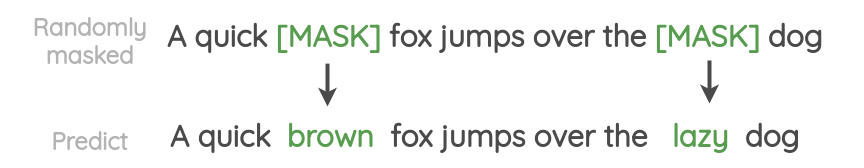 Randomly
masked
A quick [MASK] fox jumps over the [MASK] dog
Predict
A quick brown fox jumps over the lazy dog